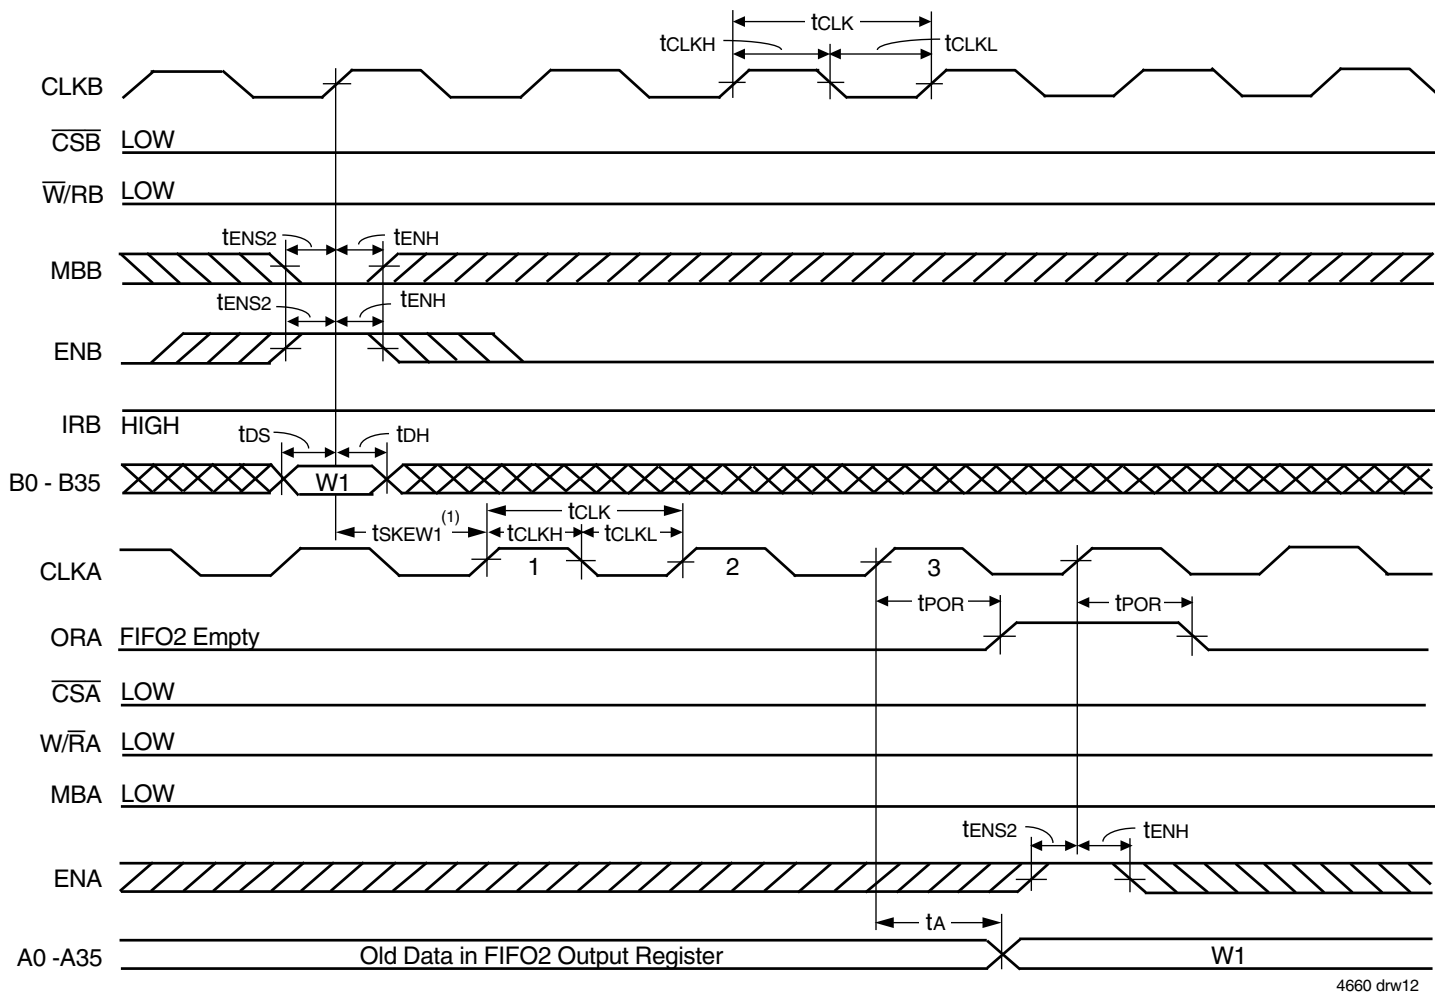 tCLK
tCLKH tCLKL
CLKB
CSB LOW
W/RB LOW
tENS2 tENH
MBB
tENS2 tENH
ENB
IRB HIGH
tDS tDH
B0 - B35 W1
tSKEW1(1) tCLK
tCLKH tCLKL
CLKA 1 2 3
tPOR tPOR
ORA FIFO2 Empty
CSA LOW
W/RA LOW
MBA LOW
tENS2 tENH
ENA
tA
A0 -A35 Old Data in FIFO2 Output Register W1
4660 drw12